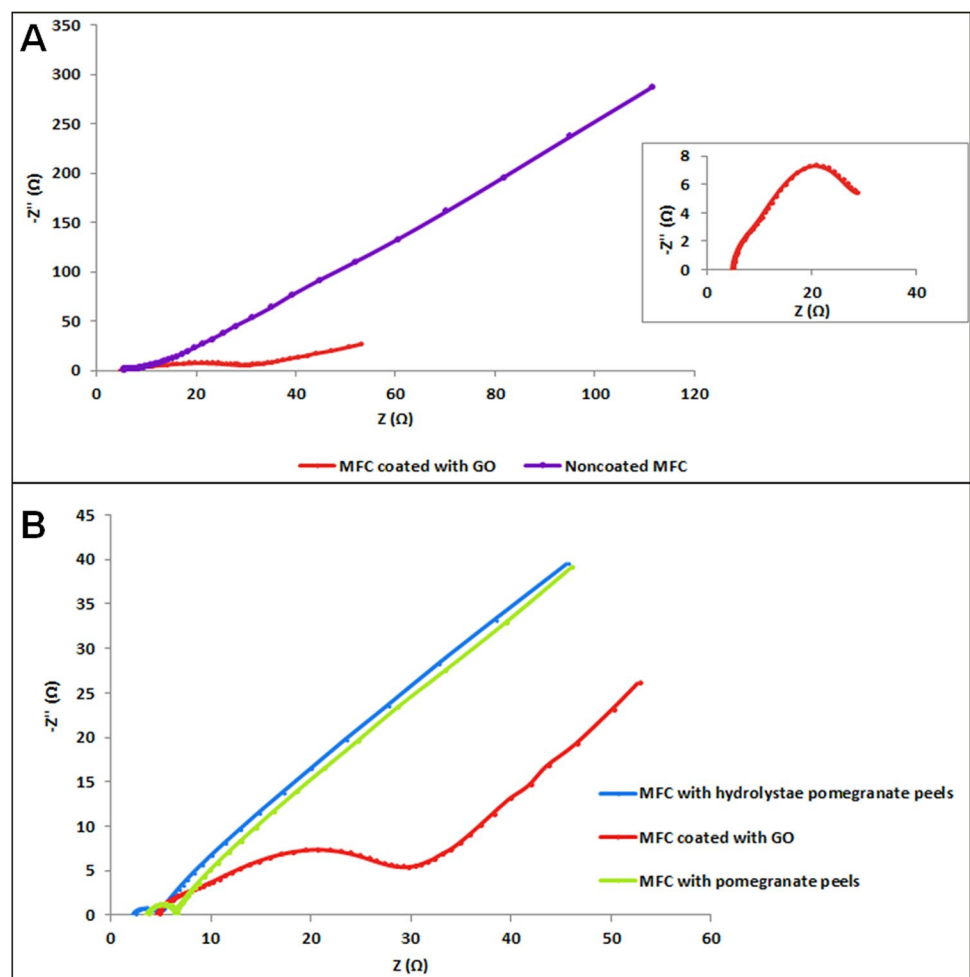 A
350
300
250
200
150
100
50
0
-Z'' (Ω)
0 20 40 60 80 100 120
Z (Ω)
8
6
4
2
0
-Z'' (Ω)
0 20 40
Z (Ω)
MFC coated with GO Noncoated MFC
B
45
40
35
30
25
20
15
10
5
0
-Z'' (Ω)
0 10 20 30 40 50 60
Z (Ω)
MFC with hydrolystae pomegranate peels
MFC coated with GO
MFC with pomegranate peels